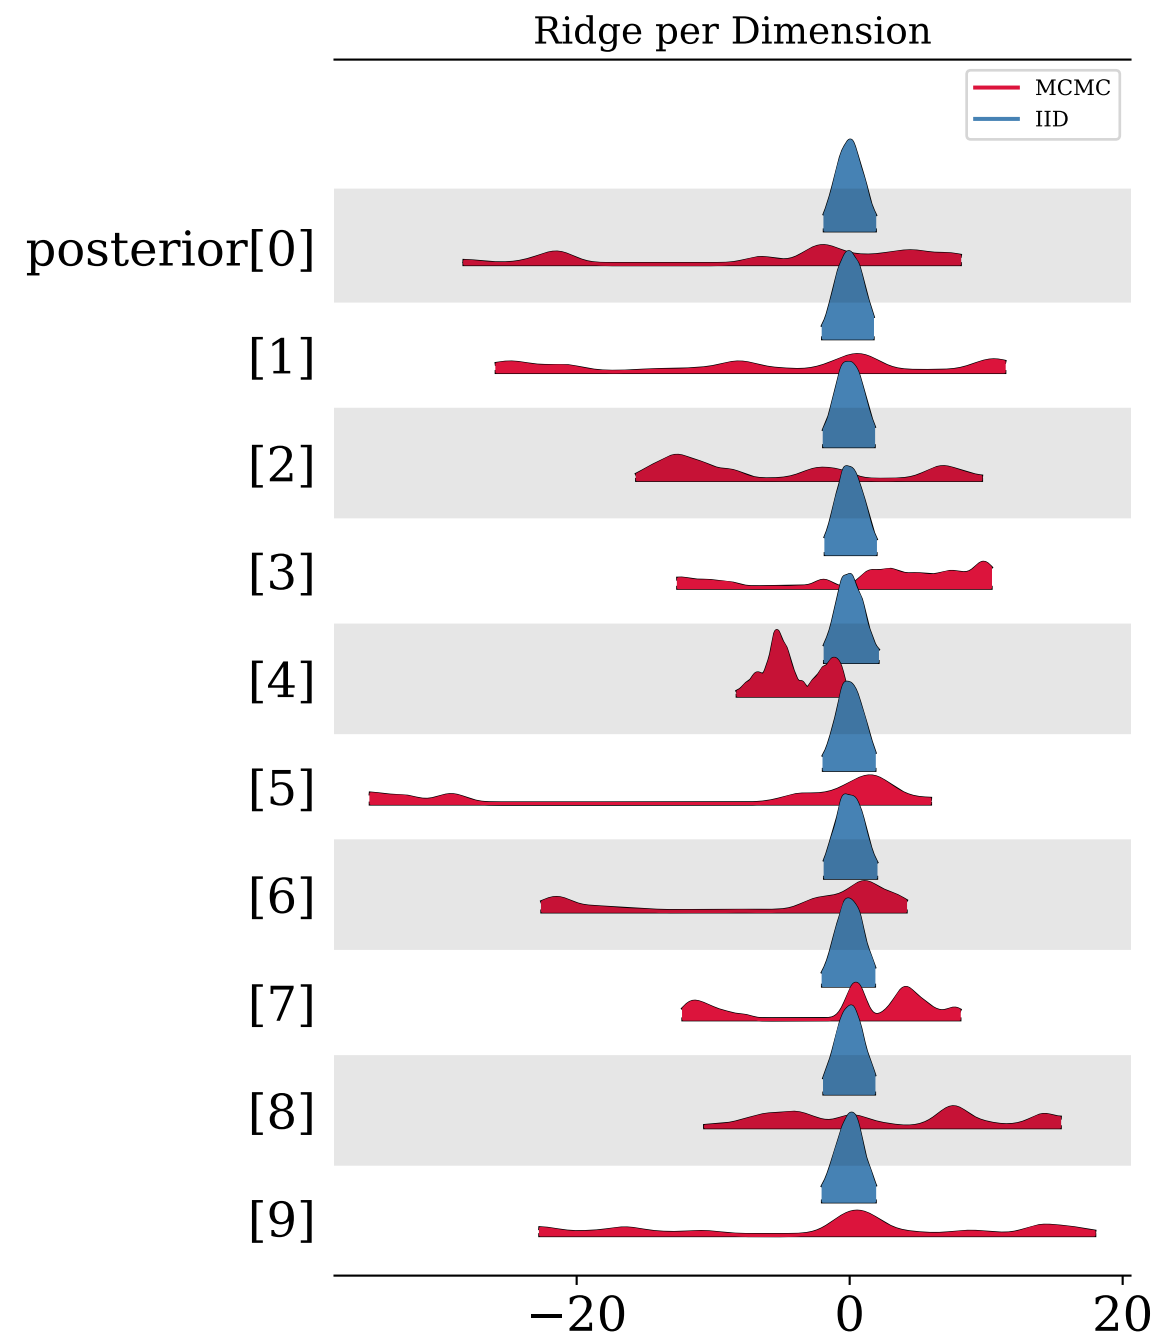 Ridge per Dimension
MCMC
IID
posterior[0]
[1]
[2]
[3]
[4]
[5]
[6]
[7]
[8]
[9]
−20 0 20